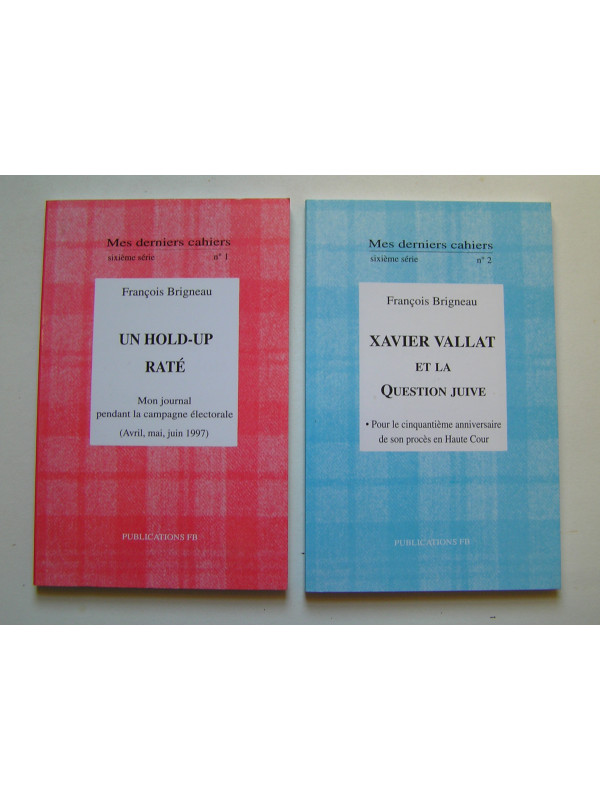 Mes derniers cahiers
sixième série n° 1
François Brigneau
UN HOLD-UP
RATÉ
Mon journal
pendant la campagne électorale
(Avril, mai, juin 1997)
PUBLICATIONS FB
Mes derniers cahiers
sixième série n° 2
François Brigneau
XAVIER VALLAT
ET LA
QUESTION JUIVE
• Pour le cinquantième anniversaire
de son procès en Haute Cour
PUBLICATIONS FB